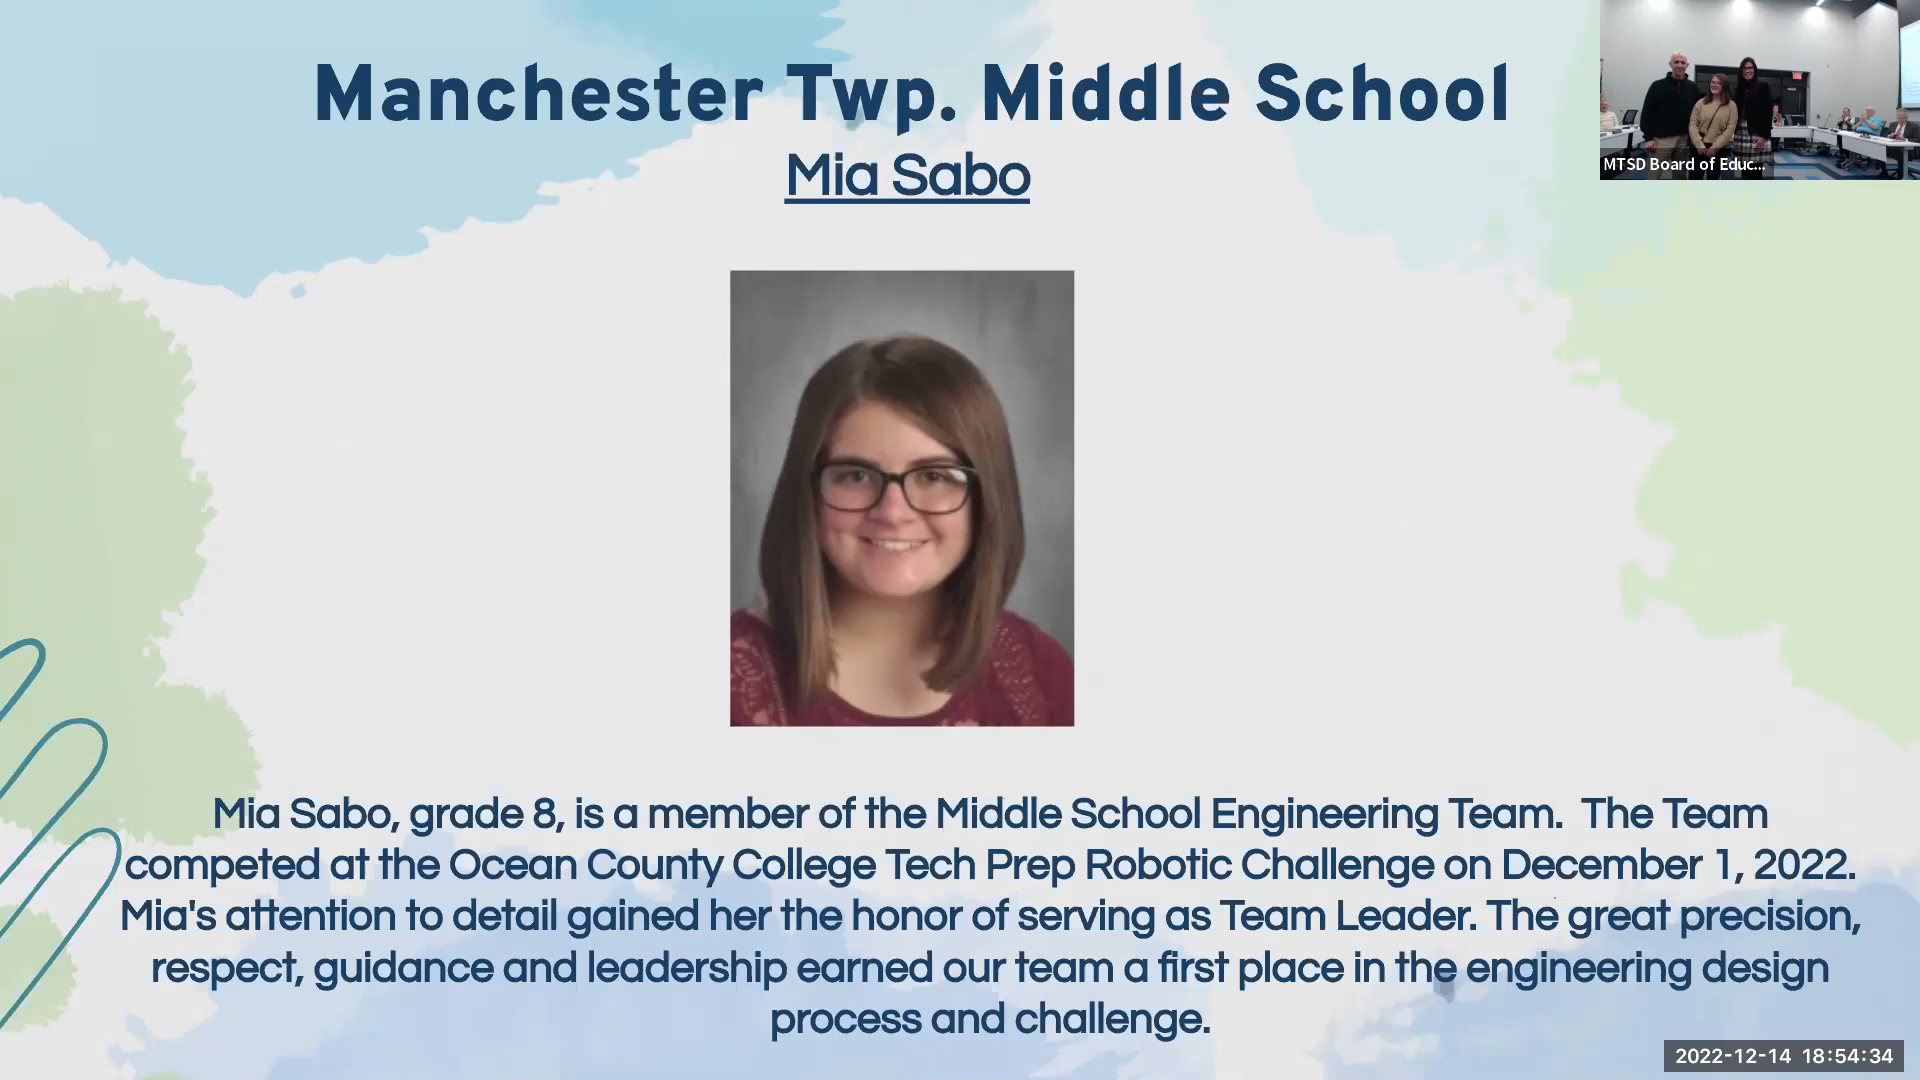 Manchester Twp. Middle School
Mia Sabo
MTSD Board of Educ...
Mia Sabo, grade 8, is a member of the Middle School Engineering Team.  The Team
competed at the Ocean County College Tech Prep Robotic Challenge on December 1, 2022.
Mia's attention to detail gained her the honor of serving as Team Leader. The great precision,
respect, guidance and leadership earned our team a first place in the engineering design
process and challenge.
2022-12-14 18:54:34